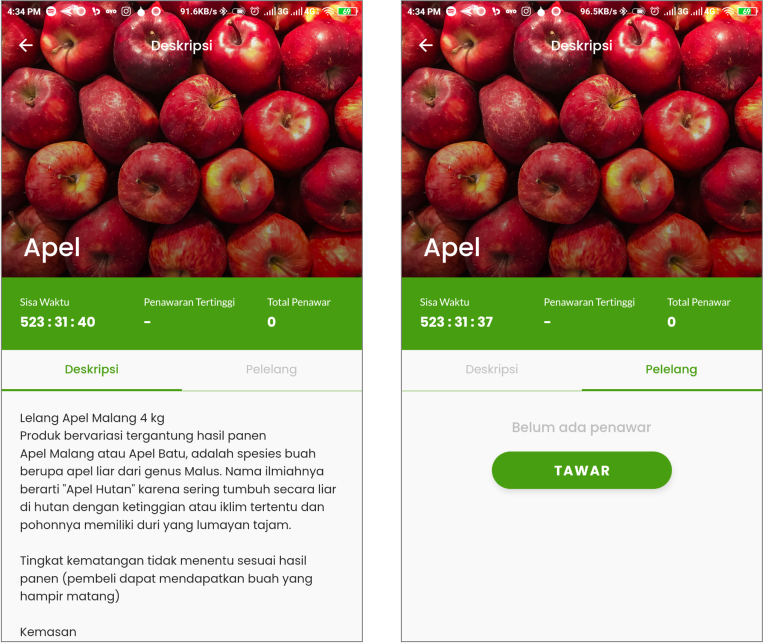 4:34 PM
91.6KB/s
3G
4G
69
Deskripsi
Apel
Sisa Waktu
Penawaran Tertinggi
Total Penawar
523 : 31 : 40
-
0
Deskripsi
Pelelang
Lelang Apel Malang 4 kg
Produk bervariasi tergantung hasil panen
Apel Malang atau Apel Batu, adalah spesies buah
berupa apel liar dari genus Malus. Nama ilmiahnya
berarti "Apel Hutan" karena sering tumbuh secara liar
di hutan dengan ketinggian atau iklim tertentu dan
pohonnya memiliki duri yang lumayan tajam.
Tingkat kematangan tidak menentu sesuai hasil
panen (pembeli dapat mendapatkan buah yang
hampir matang)
Kemasan
4:34 PM
96.5KB/s
3G
4G
69
Deskripsi
Apel
Sisa Waktu
Penawaran Tertinggi
Total Penawar
523 : 31 : 37
-
0
Deskripsi
Pelelang
Belum ada penawar
TAWAR